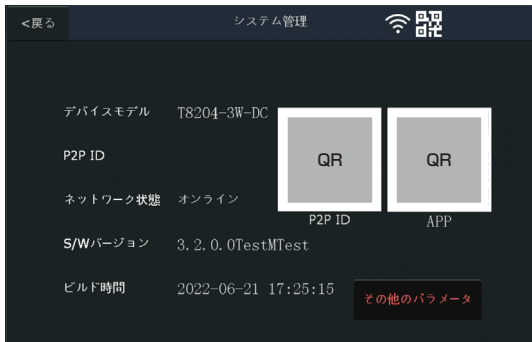 <戻る
システム管理
デバイスモデル T8204-3W-DC
P2P ID
QR QR
ネットワーク状態 オンライン
P2P ID APP
S/Wバージョン 3.2.0.0TestMTest
ビルド時間 2022-06-21 17:25:15
その他のパラメータ